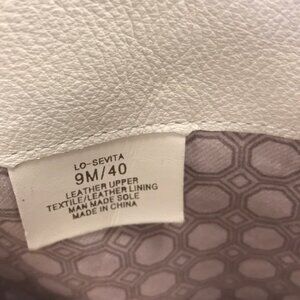 LO-SEVITA
9M/40
LEATHER UPPER
TEXTILE/LEATHER LINING
MAN MADE SOLE
MADE IN CHINA